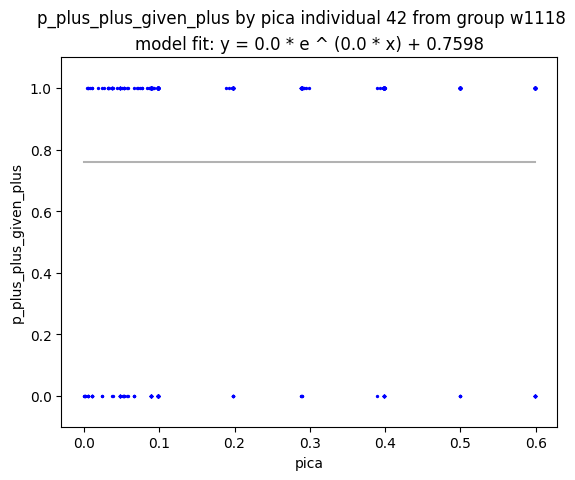 p_plus_plus_given_plus by pica individual 42 from group w1118
model fit: y = 0.0 * e ^ (0.0 * x) + 0.7598
p_plus_plus_given_plus
1.0
0.8
0.6
0.4
0.2
0.0
0.0 0.1 0.2 0.3 0.4 0.5 0.6
pica